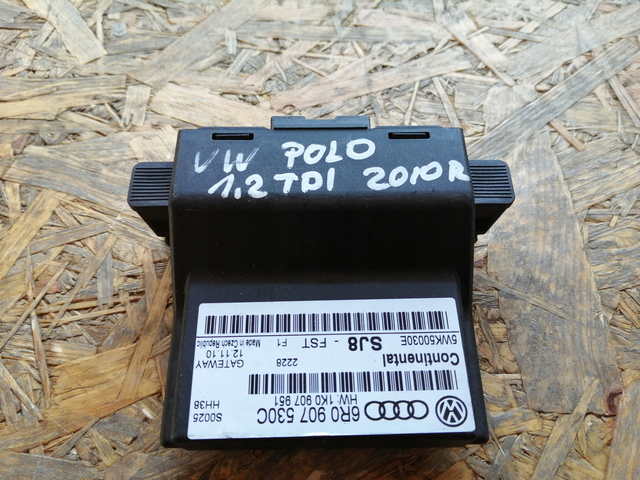 VW POLO
1.2 TDI 2010R
6R0 907 530C
HW: 1K0 907 951
S0025
HH38
Continental
2228
GATEWAY
12.11.10
5WK50030E
SJ8 - FST F1
Made in Czech Republic